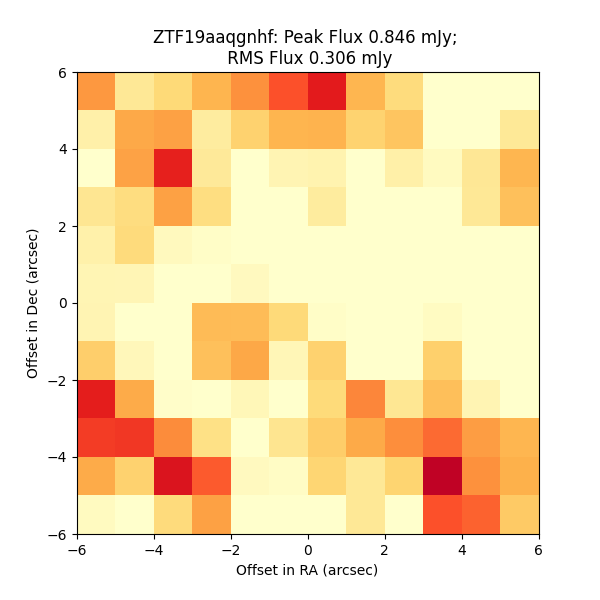 ZTF19aaqgnhf: Peak Flux 0.846 mJy;
RMS Flux 0.306 mJy
6
4
2
0
−2
−4
−6
Offset in Dec (arcsec)
−6 −4 −2 0 2 4 6
Offset in RA (arcsec)